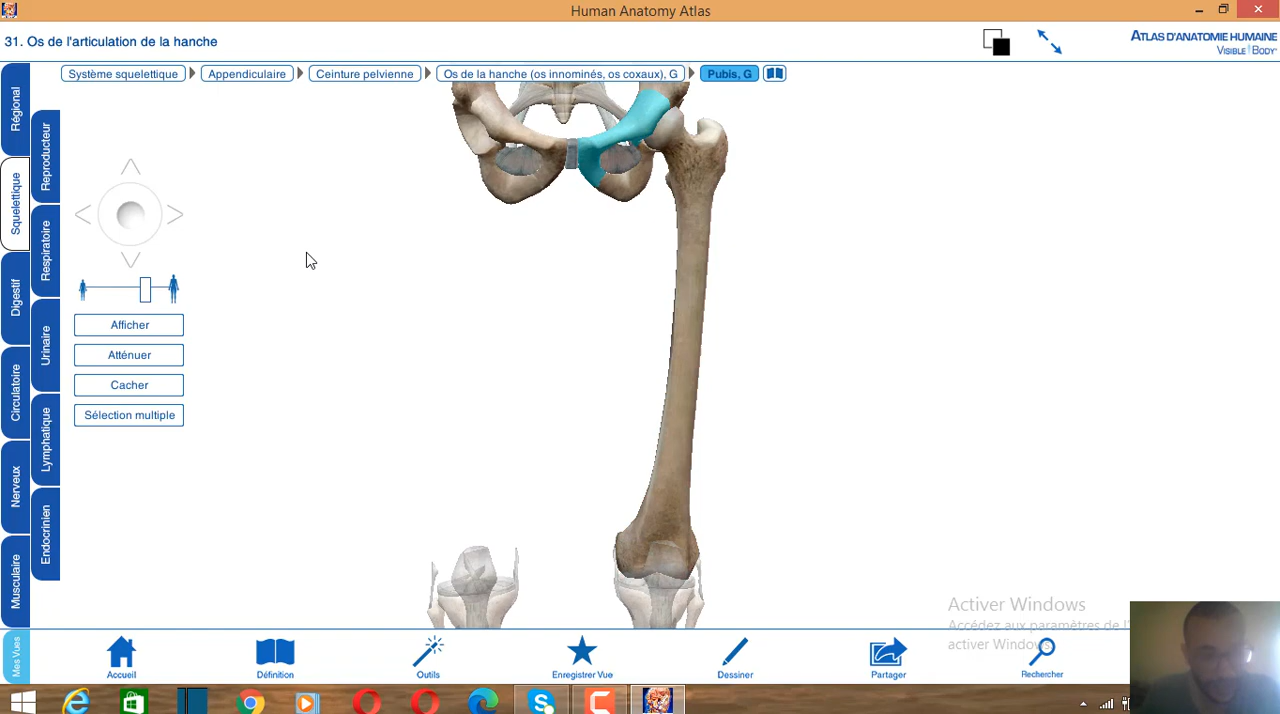 Human Anatomy Atlas
31. Os de l'articulation de la hanche
ATLAS D'ANATOMIE HUMAINE
VISIBLE BODY
Système squelettique
Appendiculaire
Ceinture pelvienne
Os de la hanche (os innominés, os coxaux), G
Pubis, G
Régional
Squelettique
Digestif
Circulatoire
Nerveux
Musculaire
Mes Vues
Reproducteur
Respiratoire
Urinaire
Lymphatique
Endocrinien
Afficher
Atténuer
Cacher
Sélection multiple
Activer Windows
Accédez aux paramètres de l'
activer Windows
Accueil
Définition
Outils
Enregistrer Vue
Dessiner
Partager
Rechercher